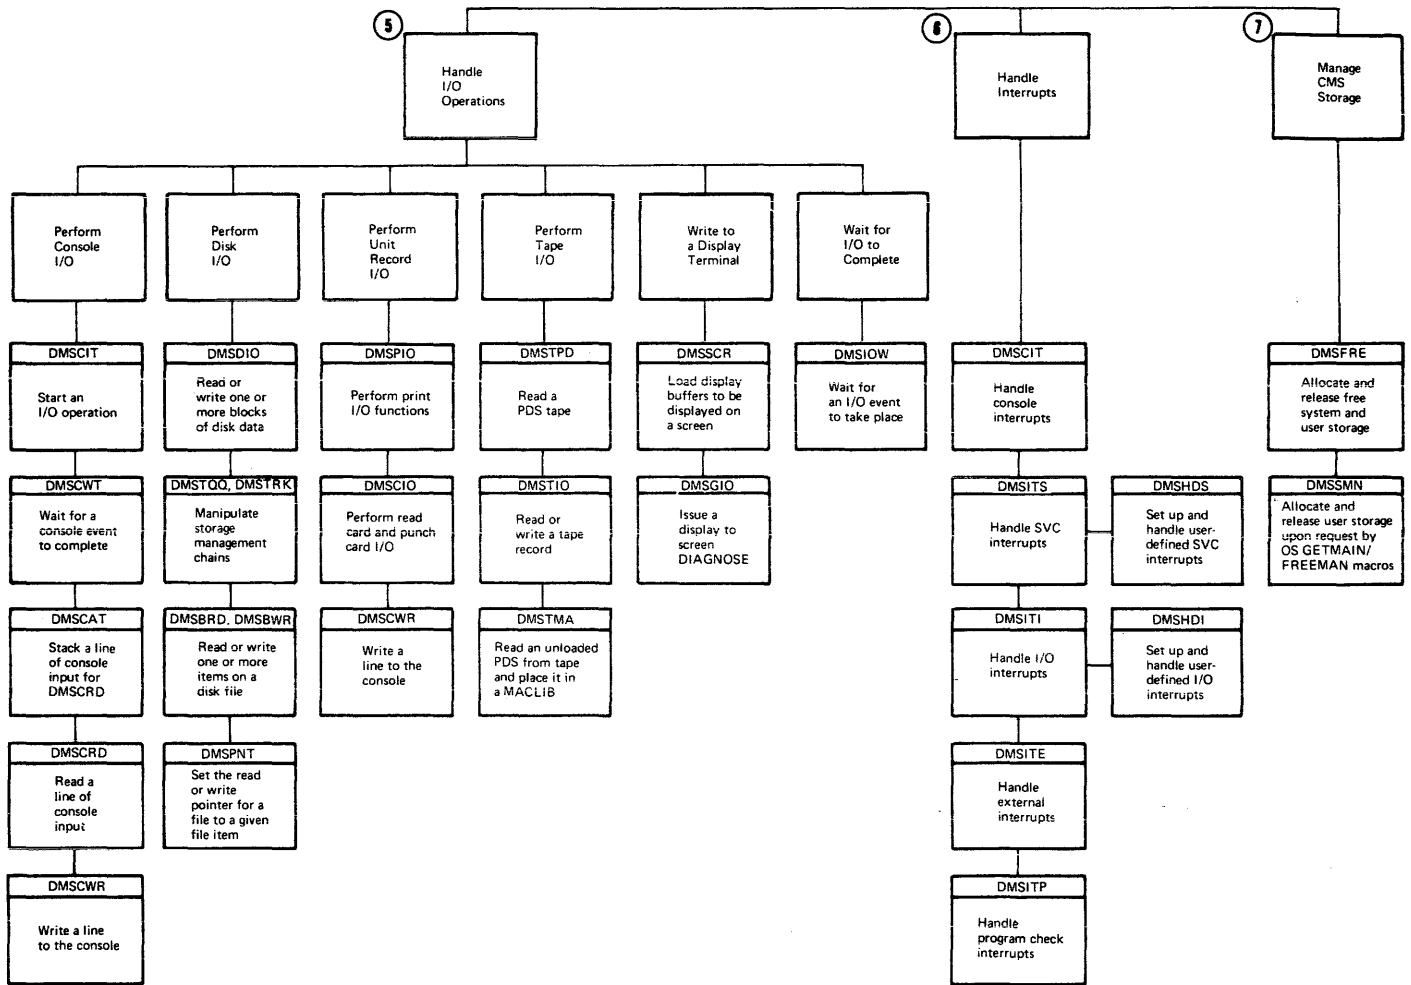 5
Handle
I/O
Operations
6
Handle
Interrupts
7
Manage
CMS
Storage
Perform
Console
I/O
Perform
Disk
I/O
Perform
Unit
Record
I/O
Perform
Tape
I/O
Write to
a Display
Terminal
Wait for
I/O to
Complete
DMSCIT
Start an
I/O operation
DMSDIO
Read or
write one or
more blocks
of disk data
DMSPIO
Perform print
I/O functions
DMSTPD
Read a
PDS tape
DMSSCR
Load display
buffers to be
displayed on
a screen
DMSIOW
Wait for
an I/O event
to take place
DMSCIT
Handle
console
interrupts
DMSFRE
Allocate and
release free
system and
user storage
DMSCWT
Wait for a
console event
to complete
DMSTQQ, DMSTRK
Manipulate
storage
management
chains
DMSCIO
Perform read
card and punch
card I/O
DMSTIO
Read or
write a tape
record
DMSGIO
Issue a
display to
screen
DIAGNOSE
DMSITS
Handle SVC
interrupts
DMSHDS
Set up and
handle user-
defined SVC
interrupts
DMSSMN
Allocate and
release user storage
upon request by
OS GETMAIN/
FREEMAN macros
DMSCAT
Stack a line
of console
input for
DMSCRD
DMSBRD, DMSBWR
Read or write
one or more
items on a
disk file
DMSCWR
Write a
line to the
console
DMSTMA
Read an unloaded
PDS from tape
and place it in
a MACLIB
DMSITI
Handle I/O
interrupts
DMSHDI
Set up and
handle user-
defined I/O
interrupts
DMSCRD
Read a
line of
console
input
DMSPNT
Set the read
or write
pointer for a
file to a given
file item
DMSITE
Handle
external
interrupts
DMSCWR
Write a line
to the console
DMSITP
Handle
program check
interrupts